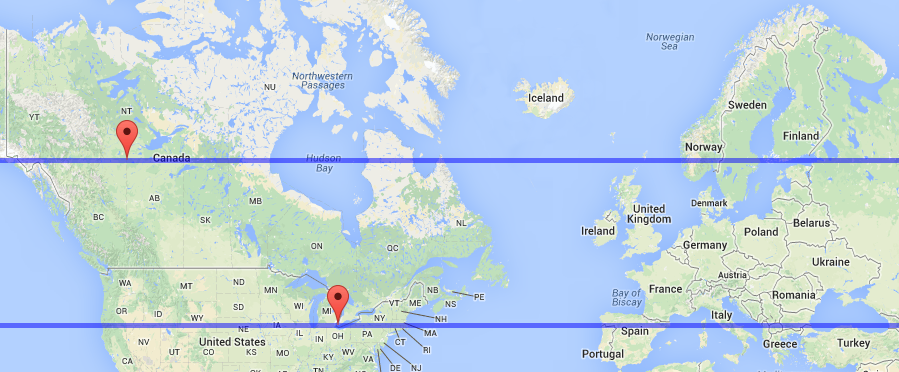 Norwegian
Sea
Northwestern
Passages
NU
Iceland
Sweden
NT
YT
Finland
Norway
Canada
Hudson
Bay
AB
MB
BC
SK
NL
ON
QC
Denmark
United
Kingdom
Ireland
Poland
Belarus
Germany
Ukraine
Austria
France
Romania
Bay of
Biscay
Italy
Spain
Portugal
Greece
Turkey
WA
MT
ND
MN
OR
ID
SD
WI
MI
WY
NE
IA
NY
VT
ME
NB
PE
NS
NH
MA
CT
RI
PA
OH
IN
IL
NV
UT
United States
CA
CO
KS
MO
KY
WV
VA
TN
DE
NJ